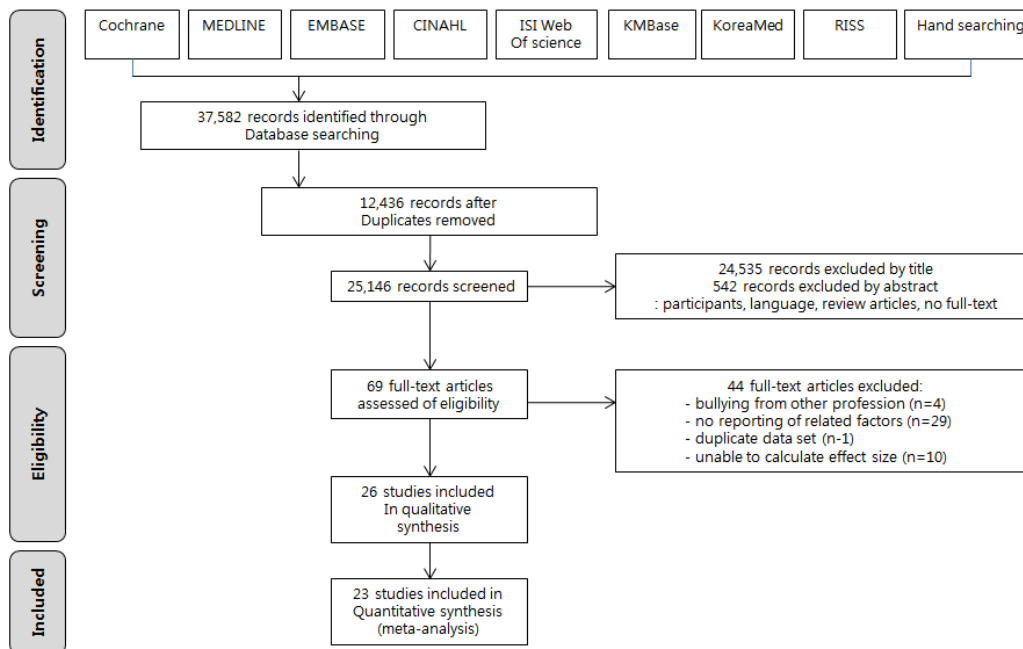 Identification
Cochrane
MEDLINE
EMBASE
CINAHL
ISI Web
Of science
KMBase
KoreaMed
RISS
Hand searching
37,582 records identified through
Database searching
Screening
12,436 records after
Duplicates removed
25,146 records screened
24,535 records excluded by title
542 records excluded by abstract
: participants, language, review articles, no full-text
Eligibility
69 full-text articles
assessed of eligibility
44 full-text articles excluded:
- bullying from other profession (n=4)
- no reporting of related factors (n=29)
- duplicate data set (n-1)
- unable to calculate effect size (n=10)
26 studies included
In qualitative
synthesis
Included
23 studies included in
Quantitative synthesis
(meta-analysis)